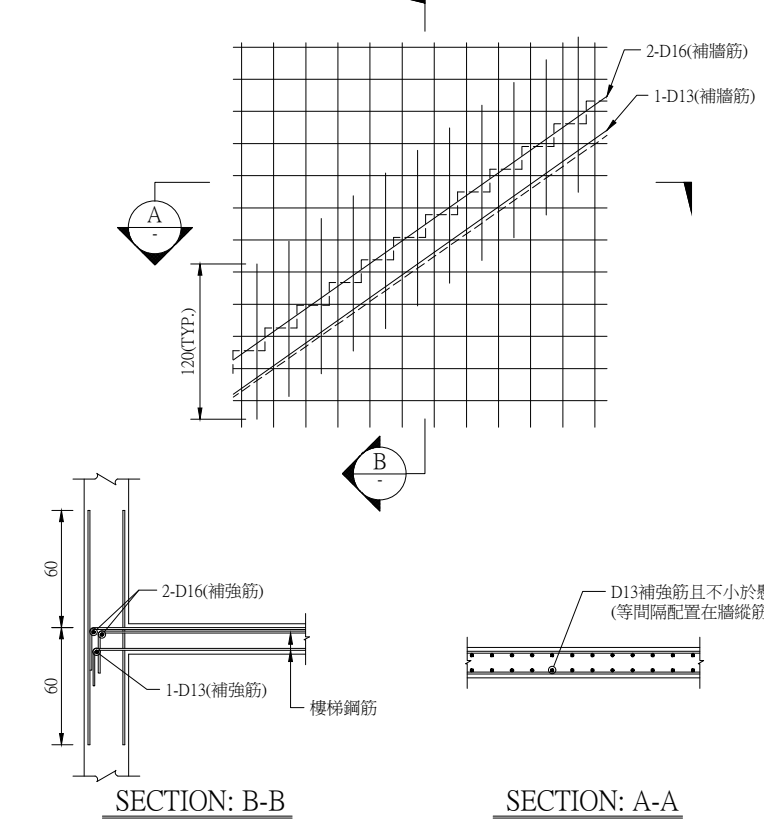 2-D16(補牆筋)
1-D13(補牆筋)
A
-
120(TYP.)
B
-
60
60
2-D16(補強筋)
1-D13(補強筋)
樓梯鋼筋
D13補強筋且不小於
(等間隔配置在牆縱筋
SECTION: B-B
SECTION: A-A